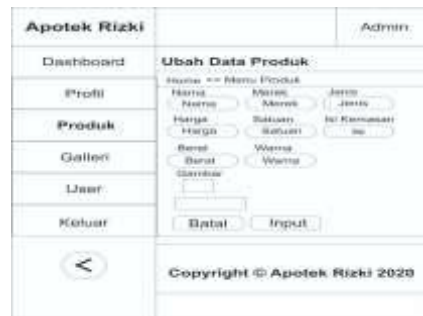 Apotek Rizki
Admin
Dashboard
Profil
Produk
Galleri
User
Keluar
<
Ubah Data Produk
Home >> Menu Produk
Nama Merek Jenis
Nama Merek Jenis
Harga Satuan Isi Kemasan
Harga Satuan Isi
Berat Warna
Berat Warna
Gambar
Batal Input
Copyright © Apotek Rizki 2020